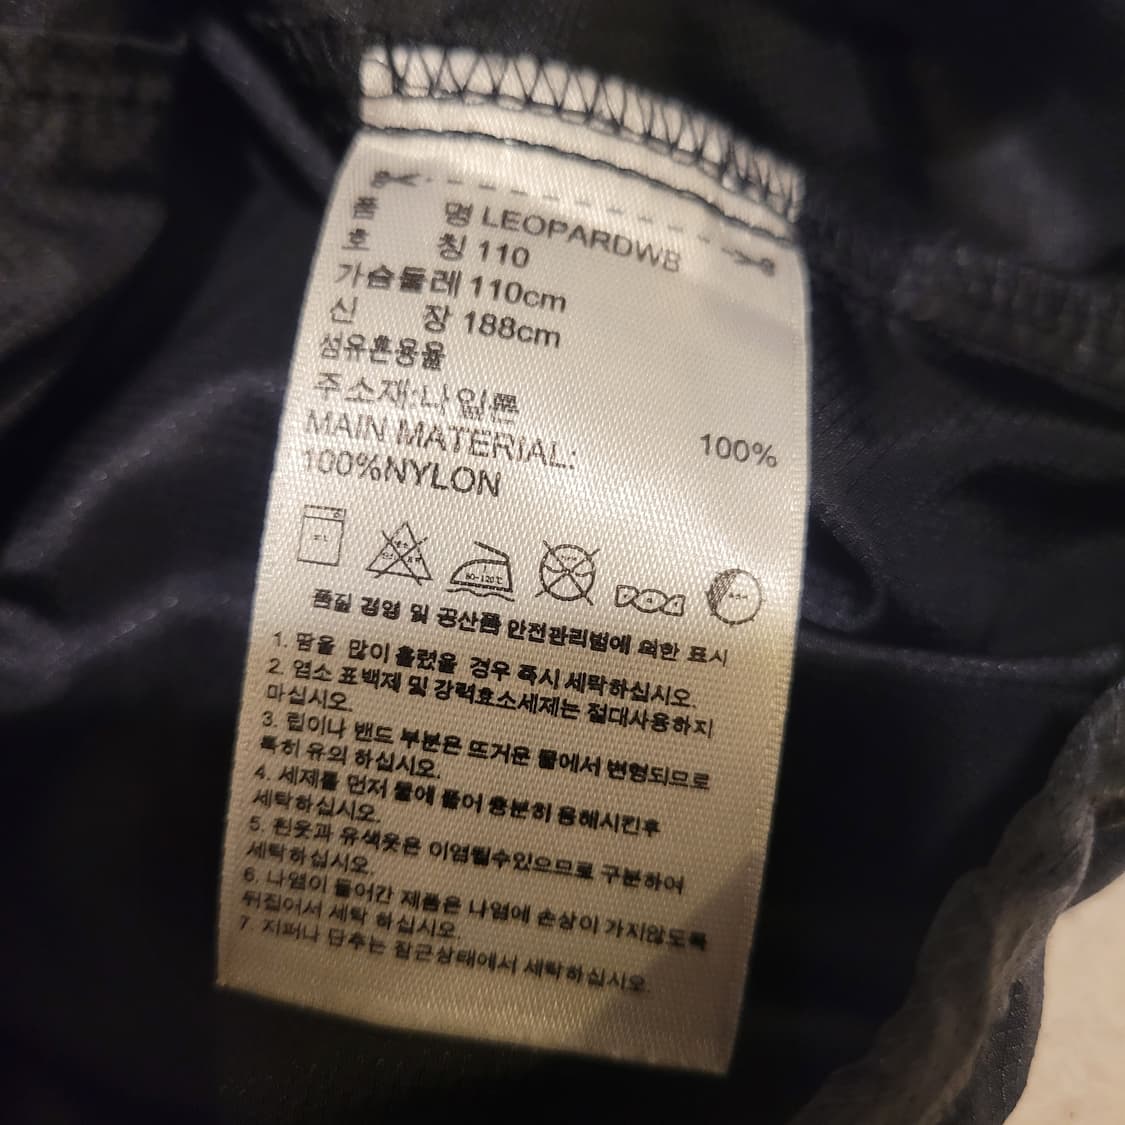 품 명 LEOPARDWB
호 칭 110
가슴둘레 110cm
신 장 188cm
섬유혼용율
주소재:나일론 100%
MAIN MATERIAL:
100%NYLON
80-120℃
품질 경영 및 공산품 안전관리법에 의한 표시
1. 땀을 많이 흘렸을 경우 즉시 세탁하십시오.
2. 염소 표백제 및 강력효소세제는 절대사용하지
마십시오.
3. 립이나 밴드 부분은 뜨거운 물에서 변형되므로
특히 유의 하십시오.
4. 세제를 먼저 물에 풀어 충분히 용해시킨후
세탁하십시오.
5. 흰옷과 유색옷은 이염될수있으므로 구분하여
세탁하십시오.
6. 나염이 들어간 제품은 나염에 손상이 가지않도록
뒤집어서 세탁 하십시오.
7. 지퍼나 단추는 잠근상태에서 세탁하십시오.